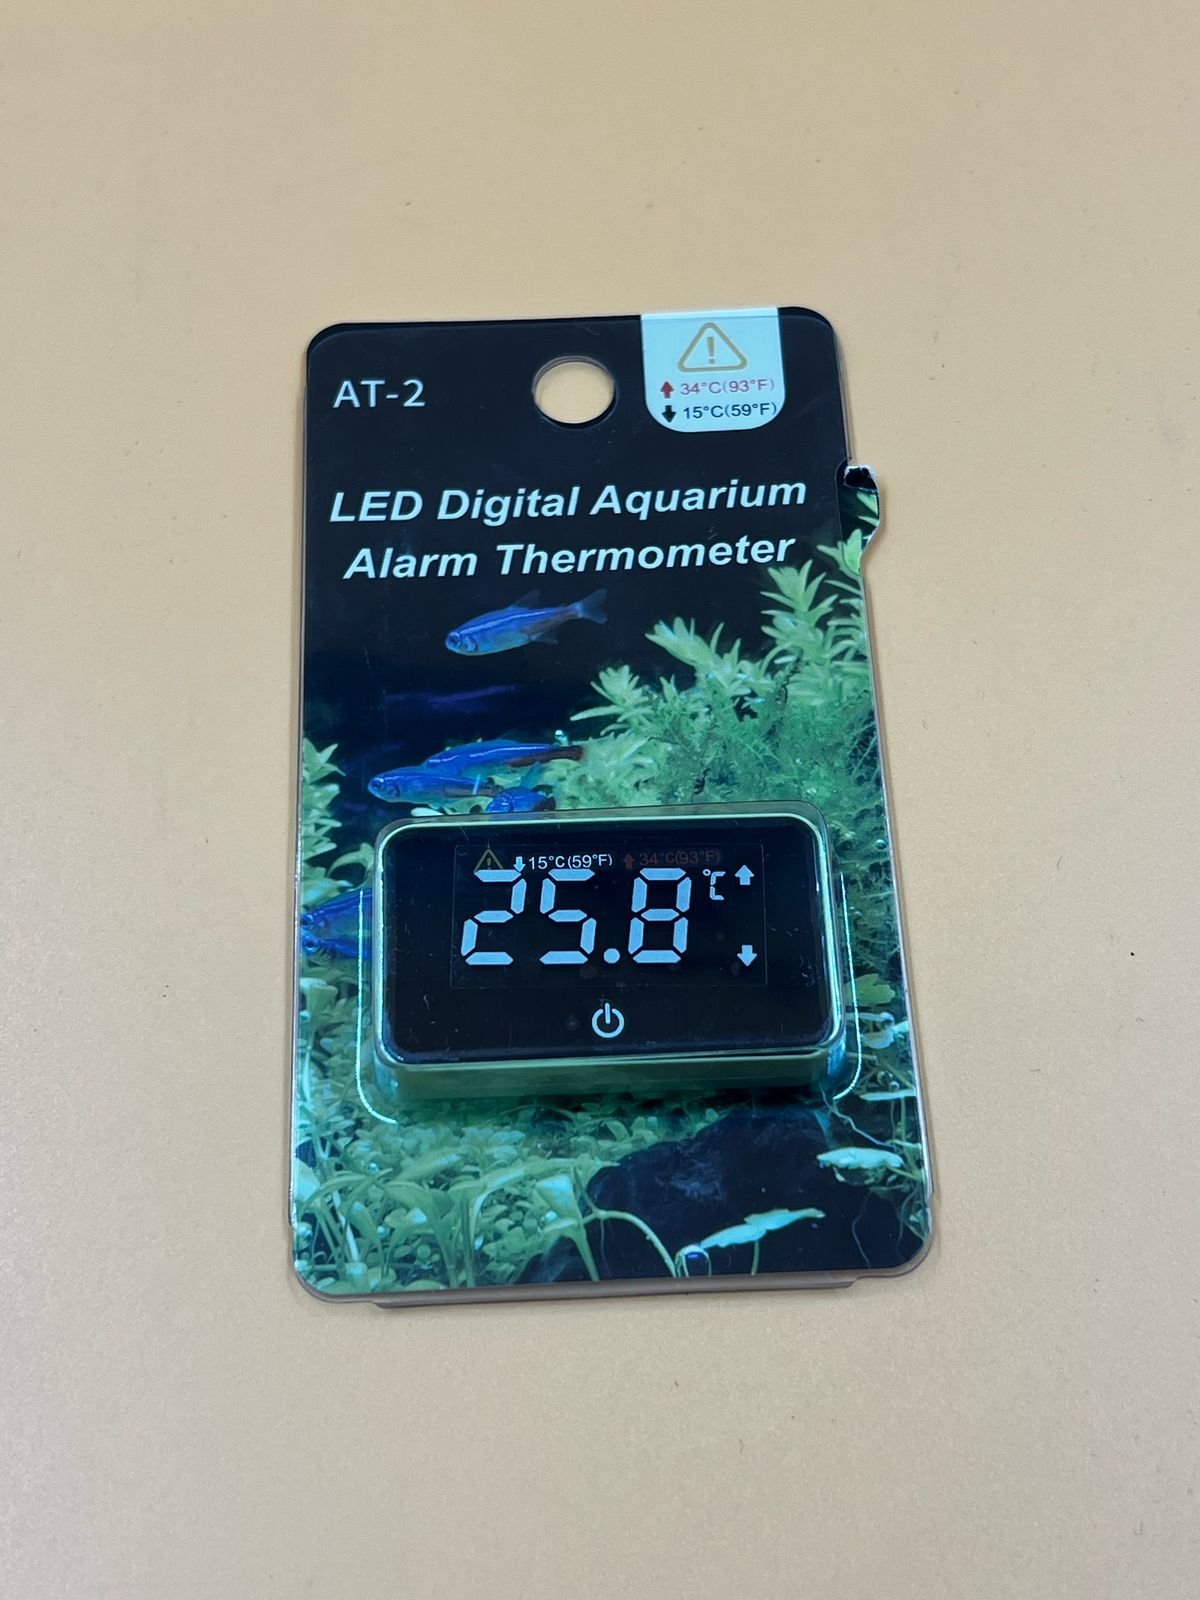 AT-2
34°C(93°F)
15°C(59°F)
LED Digital Aquarium
Alarm Thermometer
15°C(59°F) 34°C(93°F)
25.8 °C